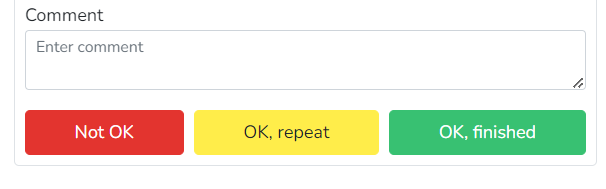 Comment
Enter comment
Not OK OK, repeat OK, finished